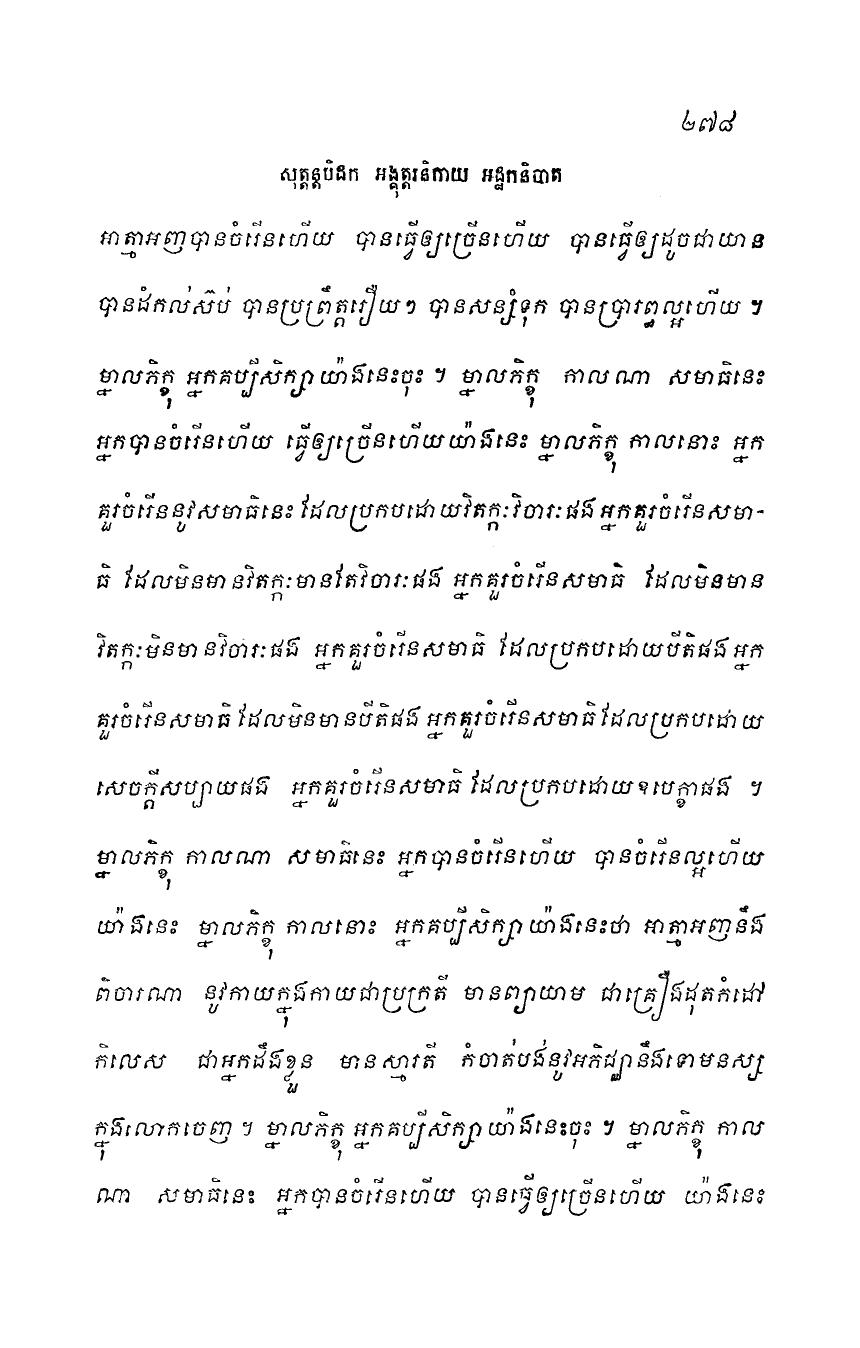 ២៧៨
សុត្តន្តបិដក អង្គុត្តរនិកាយ អដ្ឋកនិបាត
អាត្មាអញបានចំរើនហើយ បានធ្វើឲ្យច្រើនហើយ បានធ្វើឲ្យដូចជាយាន
បានដំកល់ស៊ប់ បានប្រព្រឹត្តរឿយៗ បានសន្សំទុក បានប្រារព្ធល្អហើយ ។
ម្នាលភិក្ខុ អ្នកគប្បីសិក្សាយ៉ាងនេះចុះ ។ ម្នាលភិក្ខុ កាលណា សមាធិនេះ
អ្នកបានចំរើនហើយ ធ្វើឲ្យច្រើនហើយយ៉ាងនេះ ម្នាលភិក្ខុ កាលនោះ អ្នក
គួរចំរើននូវសមាធិនេះ ដែលប្រកបដោយវិតក្កៈវិចារៈផង អ្នកគួរចំរើនសមា-
ធិ ដែលមិនមានវិតក្កៈមានតែវិចារៈផង អ្នកគួរចំរើនសមាធិ ដែលមិនមាន
វិតក្កៈមិនមានវិចារៈផង អ្នកគួរចំរើនសមាធិ ដែលប្រកបដោយបីតិផង អ្នក
គួរចំរើនសមាធិ ដែលមិនមានបីតិផង អ្នកគួរចំរើនសមាធិ ដែលប្រកបដោយ
សេចក្តីសប្បាយផង អ្នកគួរចំរើនសមាធិ ដែលប្រកបដោយឧបេក្ខាផង ។
ម្នាលភិក្ខុ កាលណា សមាធិនេះ អ្នកបានចំរើនហើយ បានចំរើនល្អហើយ
យ៉ាងនេះ ម្នាលភិក្ខុ កាលនោះ អ្នកគប្បីសិក្សាយ៉ាងនេះថា អាត្មាអញនឹង
ពិចារណា នូវកាយក្នុងកាយជាប្រក្រតី មានព្យាយាម ជាគ្រឿងដុតកំដៅ
កិលេស ជាអ្នកដឹងខ្លួន មានស្មារតី កំចាត់បង់នូវអភិជ្ឈានឹងទោមនស្ស
ក្នុងលោកចេញ ។ ម្នាលភិក្ខុ អ្នកគប្បីសិក្សាយ៉ាងនេះចុះ ។ ម្នាលភិក្ខុ កាល
ណា សមាធិនេះ អ្នកបានចំរើនហើយ បានធ្វើឲ្យច្រើនហើយ យ៉ាងនេះ